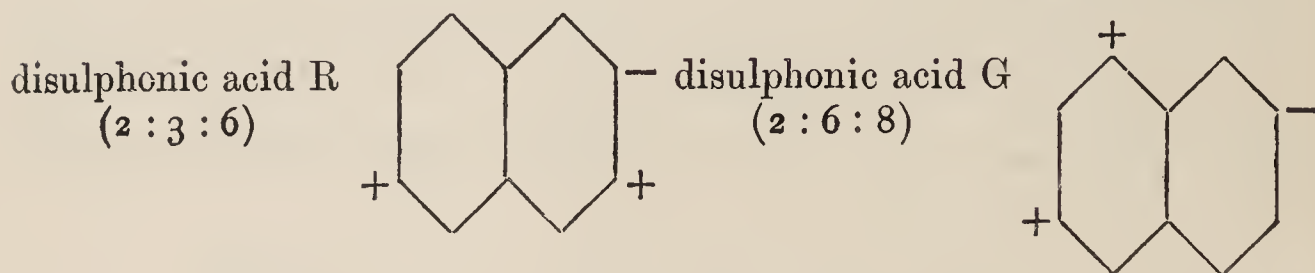 disulphonic acid R
(2 : 3 : 6)
+
+
−
disulphonic acid G
(2 : 6 : 8)
+
−
+